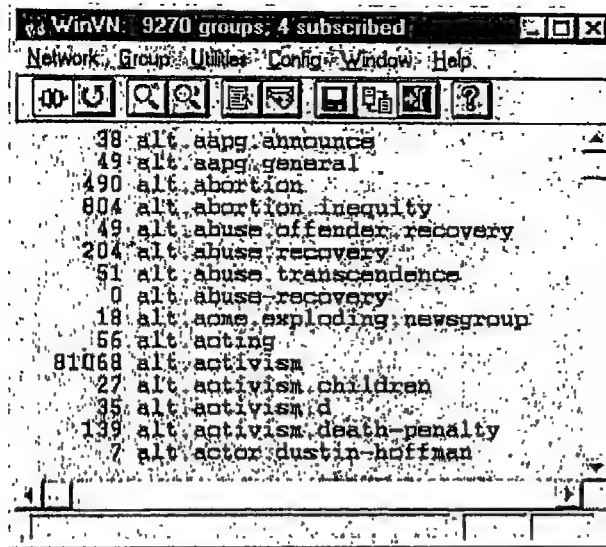 WinVN: 9270 groups; 4 subscribed
Network Group Utilities Config Window Help
38 alt.aapg.announce
49 alt.aapg.general
490 alt.abortion
804 alt.abortion.inequity
49 alt.abuse.offender.recovery
204 alt.abuse.recovery
51 alt.abuse.transcendence
0 alt.abuse-recovery
18 alt.acme.exploding.newsgroup
66 alt.acting
81068 alt.activism
27 alt.activism.children
35 alt.activism.d
139 alt.activism.death-penalty
7 alt.actor.dustin-hoffman